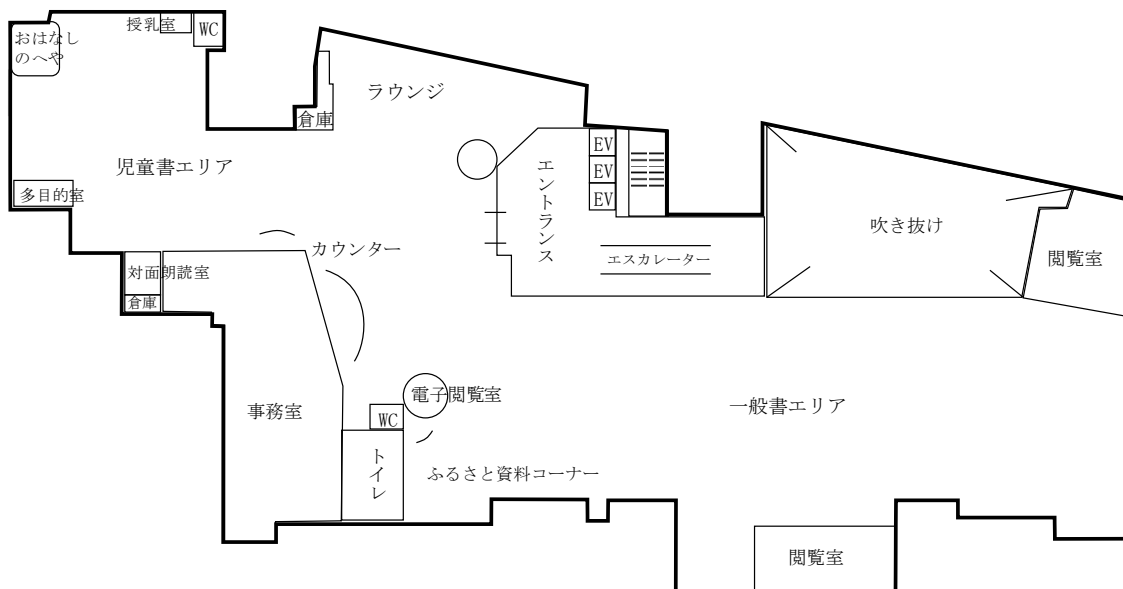 授乳室
WC
おはなし
のへや
ラウンジ
倉庫
児童書エリア
EV
EV
EV
エントランス
多目的室
吹き抜け
カウンター
エスカレーター
閲覧室
対面朗読室
倉庫
電子閲覧室
事務室
WC
一般書エリア
トイレ
ふるさと資料コーナー
閲覧室